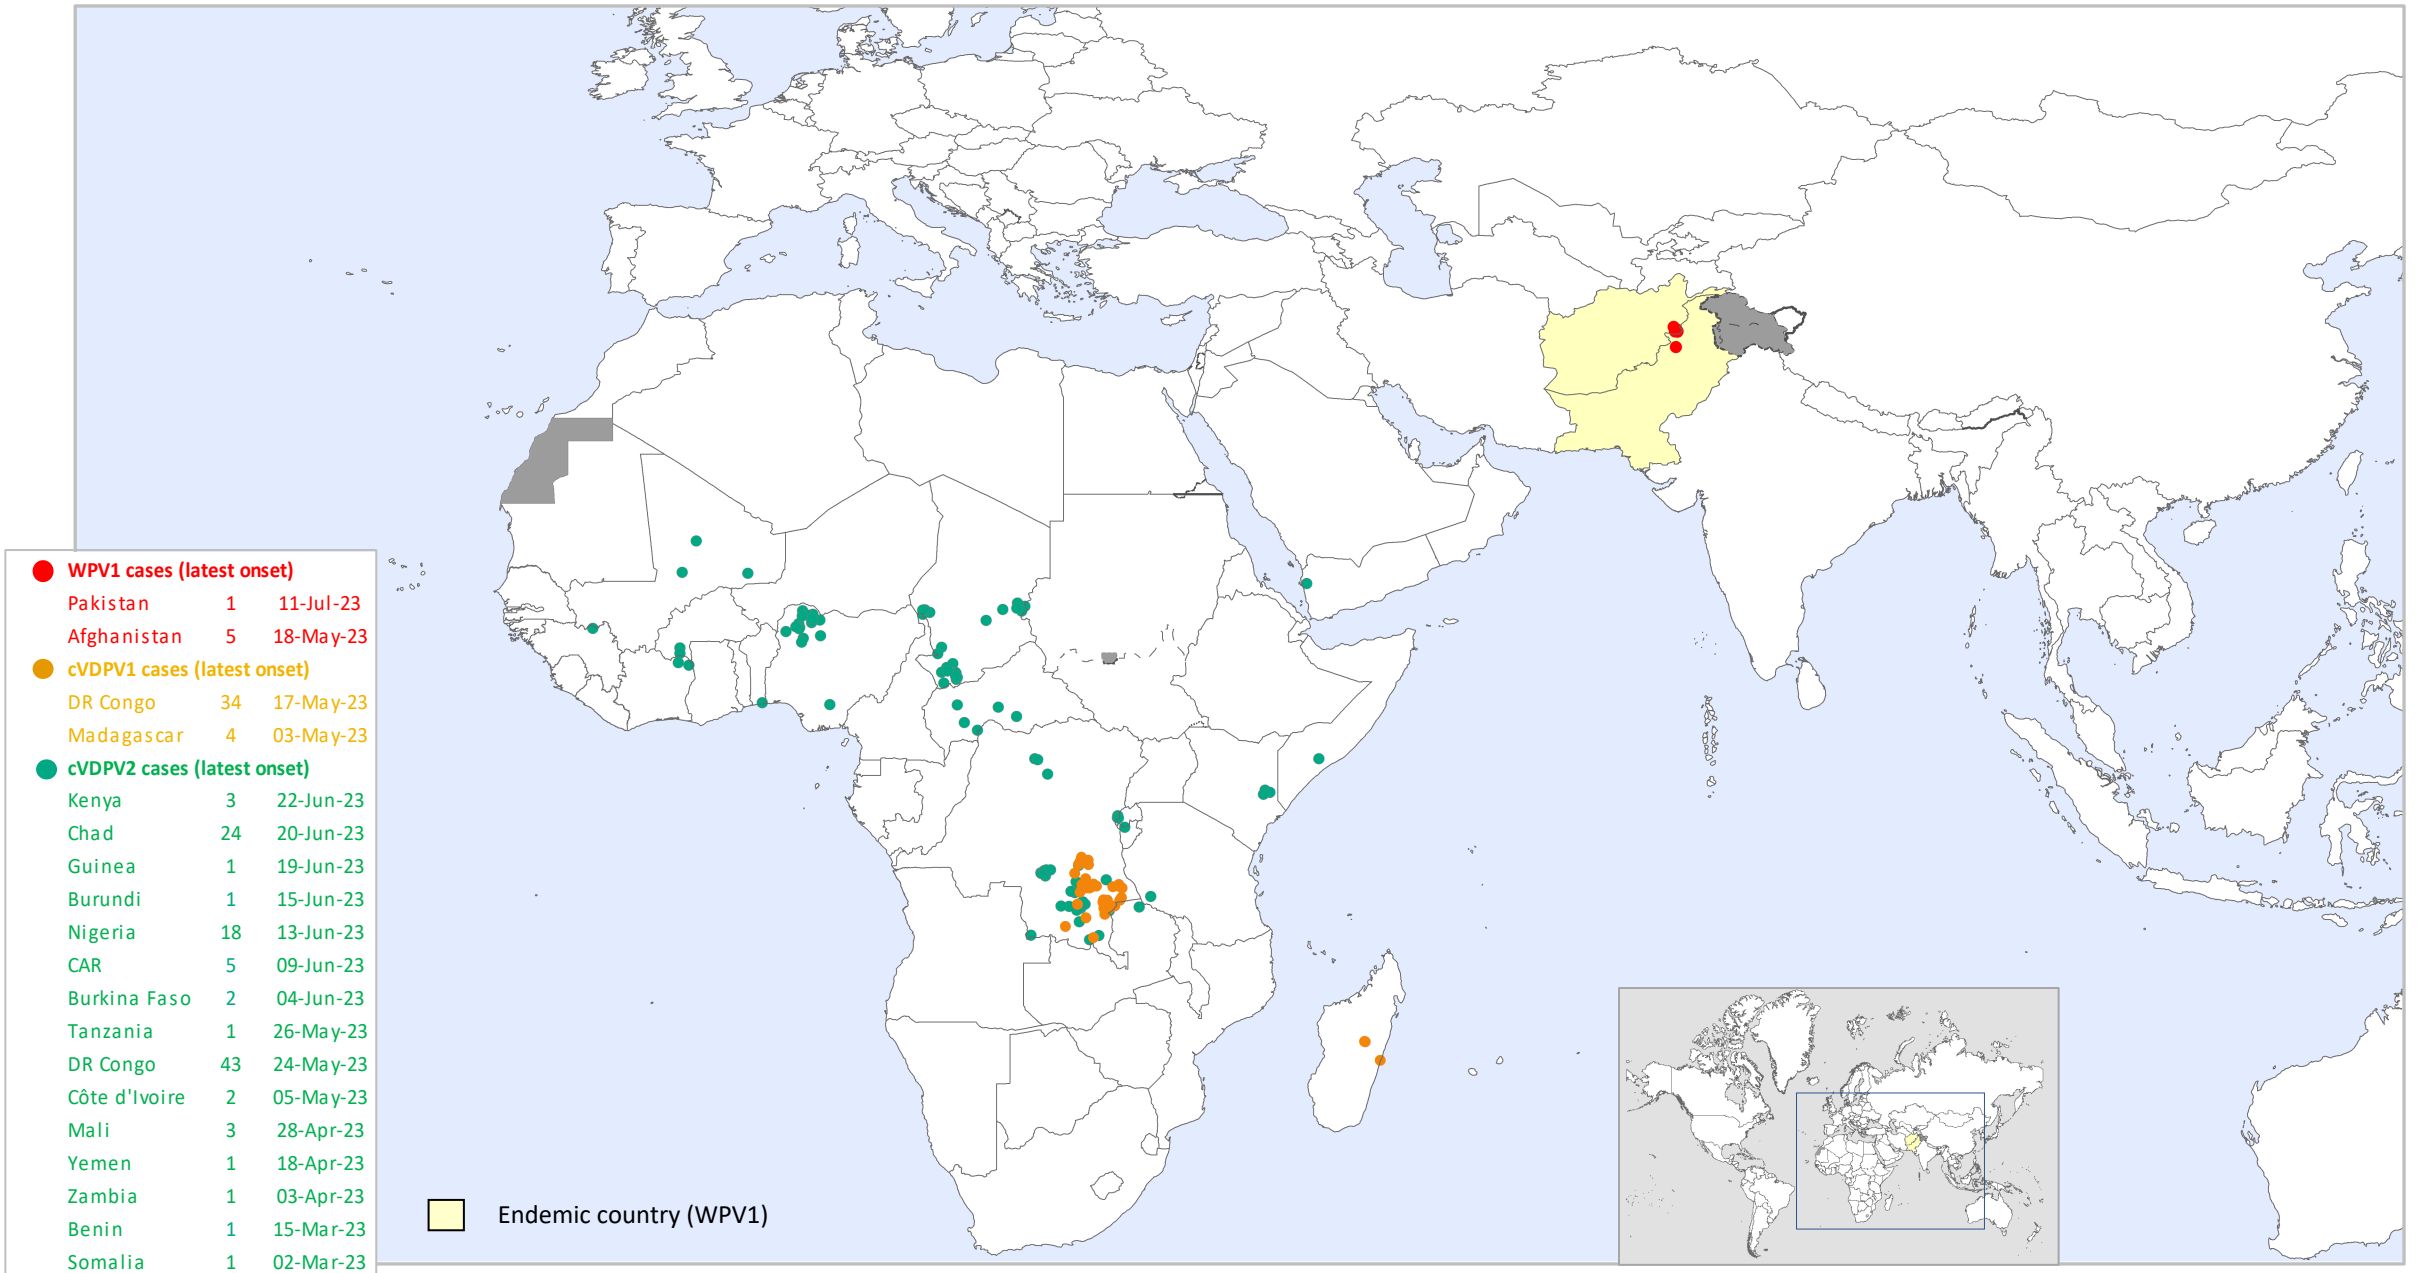 WPV1 cases (latest onset)
Pakistan 1 11-Jul-23
Afghanistan 5 18-May-23
cVDPV1 cases (latest onset)
DR Congo 34 17-May-23
Madagascar 4 03-May-23
cVDPV2 cases (latest onset)
Kenya 3 22-Jun-23
Chad 24 20-Jun-23
Guinea 1 19-Jun-23
Burundi 1 15-Jun-23
Nigeria 18 13-Jun-23
CAR 5 09-Jun-23
Burkina Faso 2 04-Jun-23
Tanzania 1 26-May-23
DR Congo 43 24-May-23
Côte d'Ivoire 2 05-May-23
Mali 3 28-Apr-23
Yemen 1 18-Apr-23
Zambia 1 03-Apr-23
Benin 1 15-Mar-23
Somalia 1 02-Mar-23
Endemic country (WPV1)